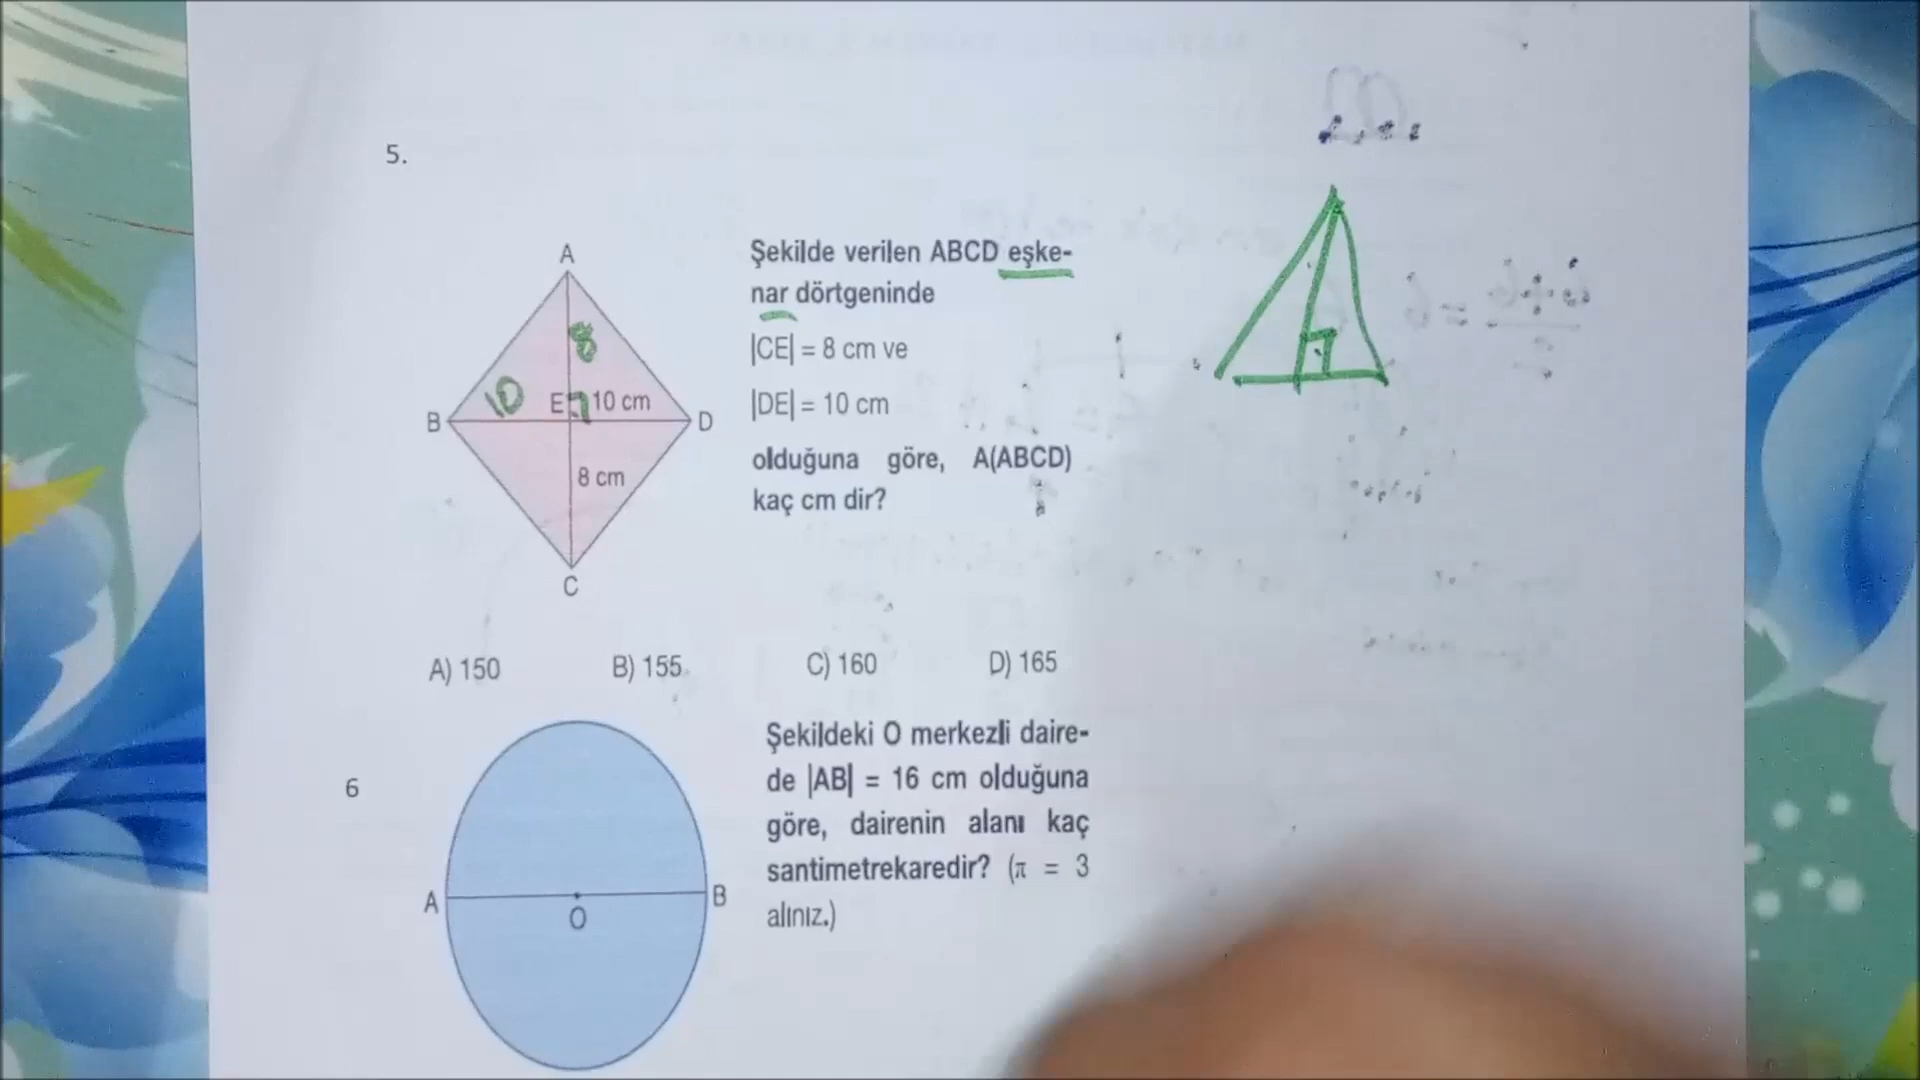 5.
A
8
10
E
10 cm
B
D
8 cm
C
Şekilde verilen ABCD eşke-
nar dörtgeninde
|CE| = 8 cm ve
|DE| = 10 cm
olduğuna göre, A(ABCD)
kaç cm dir?
A) 150 B) 155 C) 160 D) 165
6
A
O
B
Şekildeki O merkezli daire-
de |AB| = 16 cm olduğuna
göre, dairenin alanı kaç
santimetrekaredir? (π = 3
alınız.)